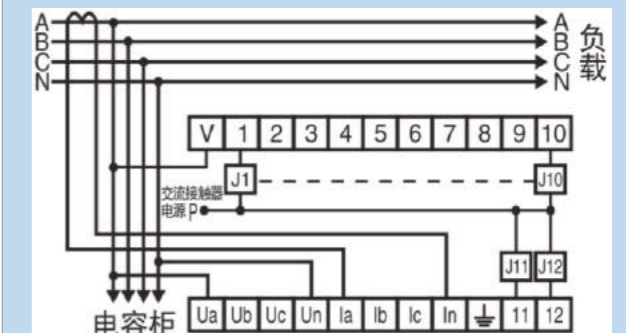 A A
B B
C C
N N
负载
V 1 2 3 4 5 6 7 8 9 10
J1 J10
交流接触器
电源 P
J11 J12
Ua Ub Uc Un Ia Ib Ic In ⏚ 11 12
电容柜